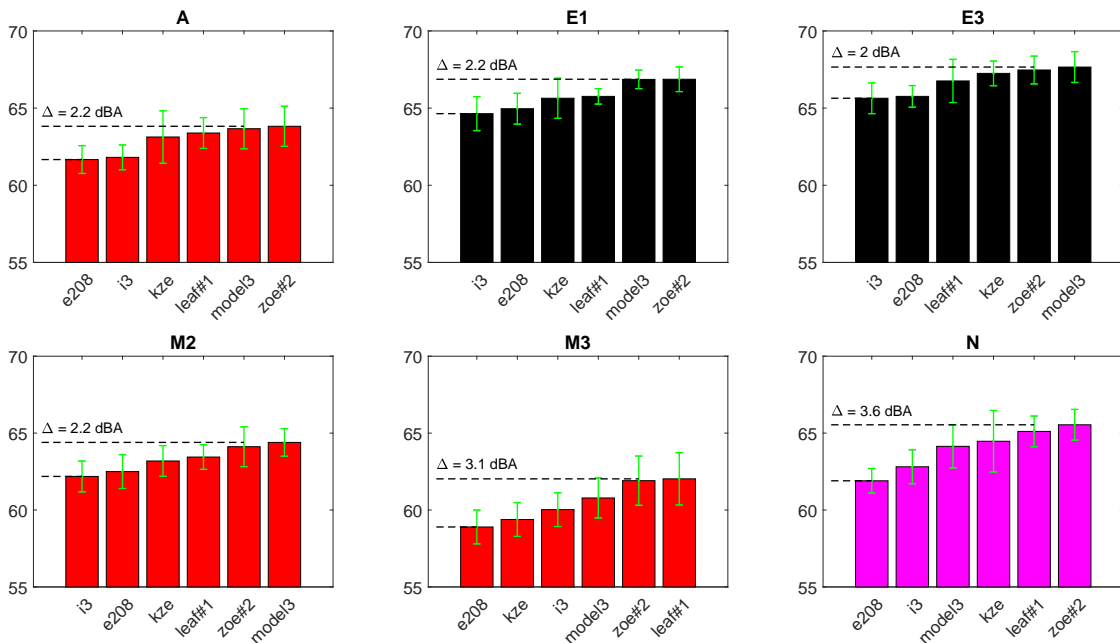 A
70
65
60
55
Δ = 2.2 dBA
e208 i3 kze leaf#1 model3 zoe#2
E1
70
65
60
55
Δ = 2.2 dBA
i3 e208 kze leaf#1 model3 zoe#2
E3
70
65
60
55
Δ = 2 dBA
i3 e208 leaf#1 kze zoe#2 model3
M2
70
65
60
55
Δ = 2.2 dBA
i3 e208 kze leaf#1 zoe#2 model3
M3
70
65
60
55
Δ = 3.1 dBA
e208 kze i3 model3 zoe#2 leaf#1
N
70
65
60
55
Δ = 3.6 dBA
e208 i3 model3 kze leaf#1 zoe#2